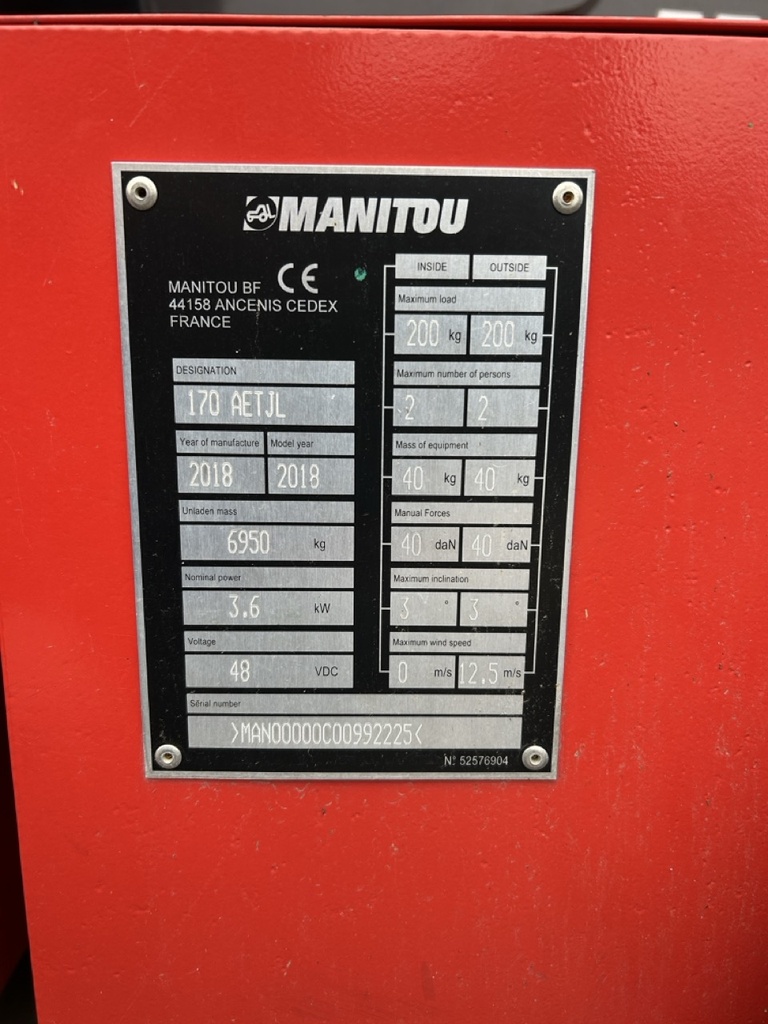 MANITOU
MANITOU BF CE
44158 ANCENIS CEDEX
FRANCE
DESIGNATION
170 AETJL
Year of manufacture Model year
2018 2018
Unladen mass
6950 kg
Nominal power
3.6 kW
Voltage
48 VDC
INSIDE OUTSIDE
Maximum load
200 kg 200 kg
Maximum number of persons
2 2
Mass of equipment
40 kg 40 kg
Manual Forces
40 daN 40 daN
Maximum inclination
3 ° 3 °
Maximum wind speed
0 m/s 12.5 m/s
Sérial number
>MAN00000C00992225<
N° 52576904